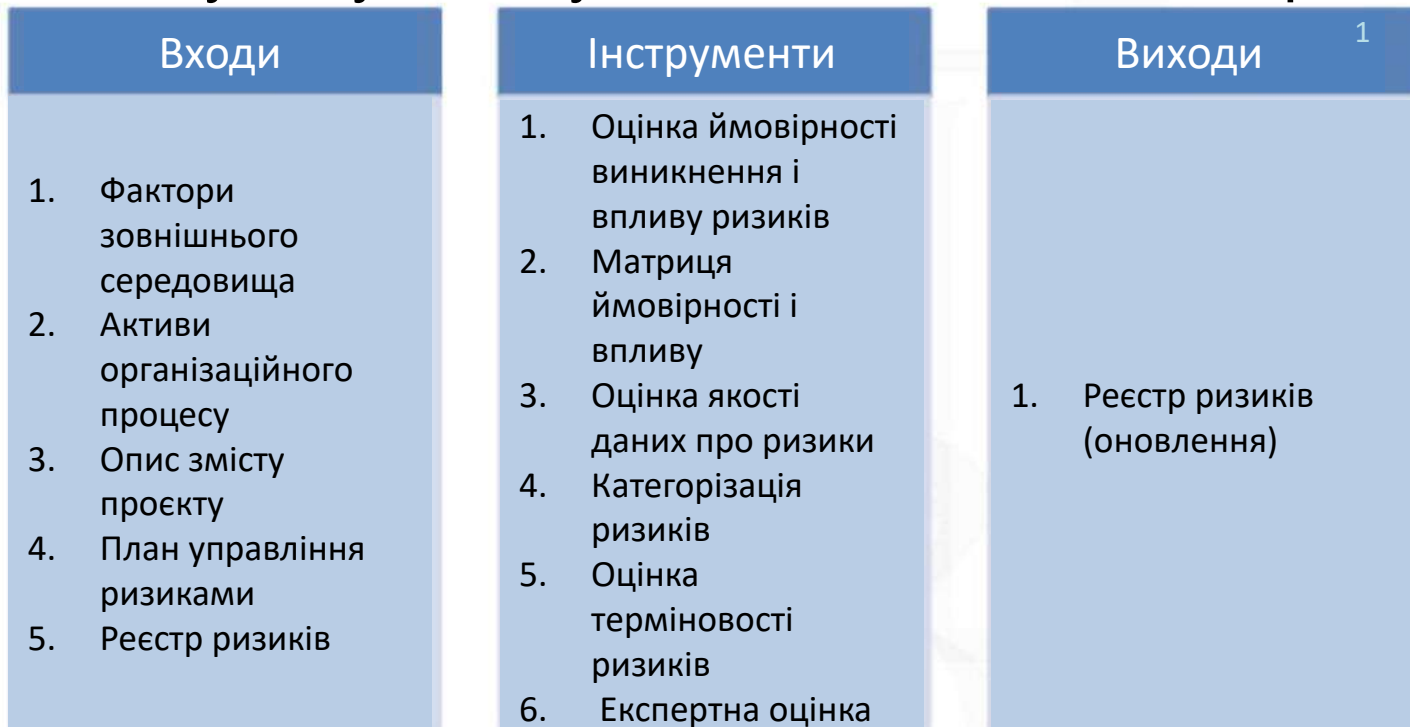 Входи
1. Фактори
зовнішнього
середовища
2. Активи
організаційного
процесу
3. Опис змісту
проєкту
4. План управління
ризиками
5. Реєстр ризиків
Інструменти
1. Оцінка ймовірності
виникнення і
впливу ризиків
2. Матриця
ймовірності і
впливу
3. Оцінка якості
даних про ризики
4. Категорізація
ризиків
5. Оцінка
терміновості
ризиків
6. Експертна оцінка
Виходи
1
1. Реєстр ризиків
(оновлення)